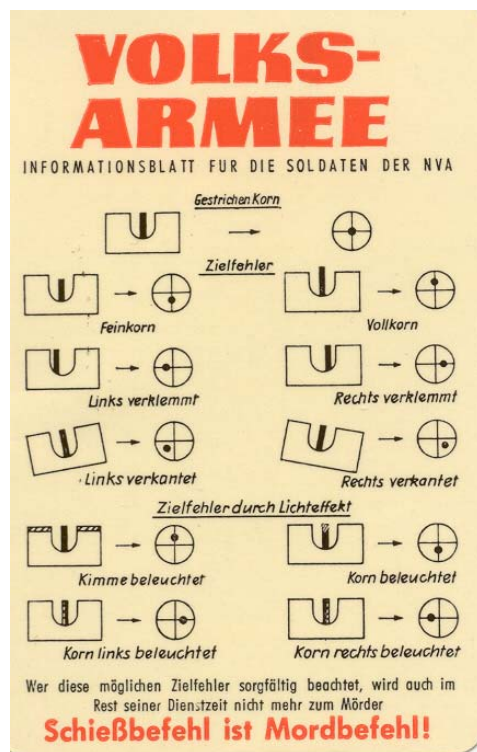 VOLKS-
ARMEE
INFORMATIONSBLATT FÜR DIE SOLDATEN DER NVA
Gestrichen Korn
Zielfehler
Feinkorn
Vollkorn
Links verklemmt
Rechts verklemmt
Links verkantet
Rechts verkantet
Zielfehler durch Lichteffekt
Kimme beleuchtet
Korn beleuchtet
Korn links beleuchtet
Korn rechts beleuchtet
Wer diese möglichen Zielfehler sorgfältig beachtet, wird auch im
Rest seiner Dienstzeit nicht mehr zum Mörder
Schießbefehl ist Mordbefehl!